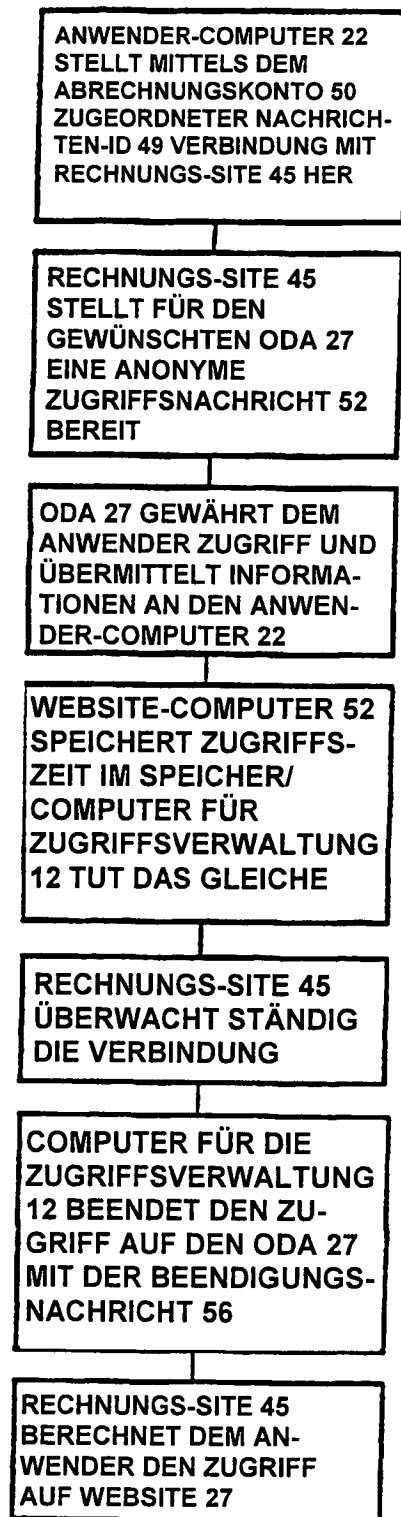 ANWENDER-COMPUTER 22
STELLT MITTELS DEM
ABRECHNUNGSKONTO 50
ZUGEORDNETER NACHRICH-
TEN-ID 49 VERBINDUNG MIT
RECHNUNGS-SITE 45 HER
RECHNUNGS-SITE 45
STELLT FÜR DEN
GEWÜNSCHTEN ODA 27
EINE ANONYME
ZUGRIFFSNACHRICHT 52
BEREIT
ODA 27 GEWÄHRT DEM
ANWENDER ZUGRIFF UND
ÜBERMITTELT INFORMA-
TIONEN AN DEN ANWEN-
DER-COMPUTER 22
WEBSITE-COMPUTER 52
SPEICHERT ZUGRIFFS-
ZEIT IM SPEICHER/
COMPUTER FÜR
ZUGRIFFSVERWALTUNG
12 TUT DAS GLEICHE
RECHNUNGS-SITE 45
ÜBERWACHT STÄNDIG
DIE VERBINDUNG
COMPUTER FÜR DIE
ZUGRIFFSVERWALTUNG
12 BEENDET DEN ZU-
GRIFF AUF DEN ODA 27
MIT DER BEENDIGUNGS-
NACHRICHT 56
RECHNUNGS-SITE 45
BERECHNET DEM AN-
WENDER DEN ZUGRIFF
AUF WEBSITE 27